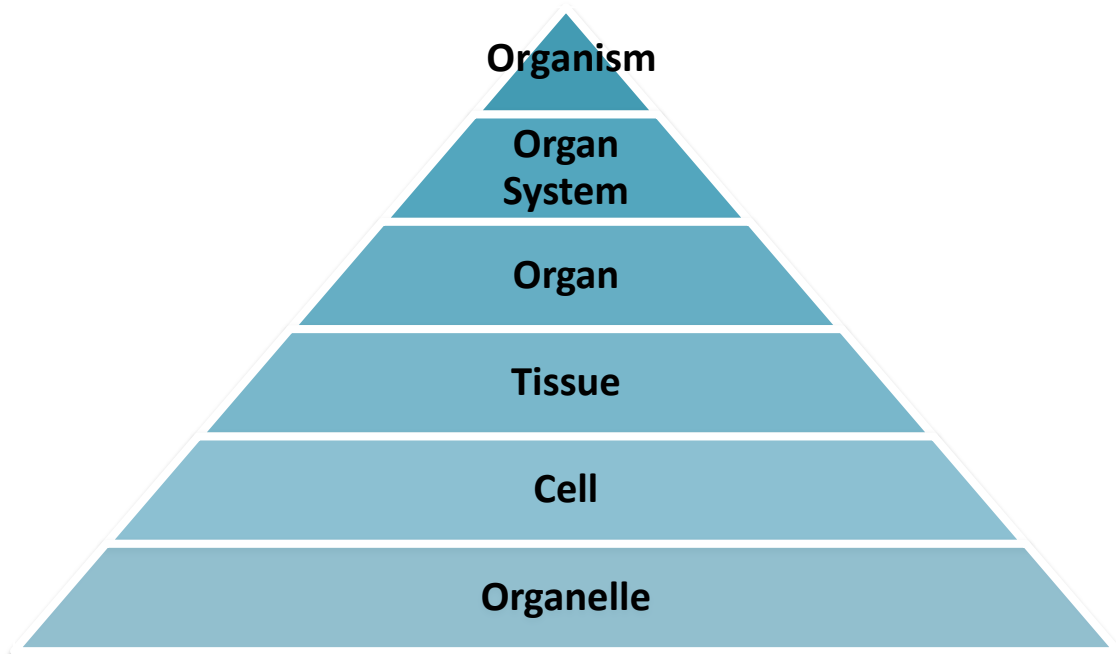 Organism
Organ
System
Organ
Tissue
Cell
Organelle